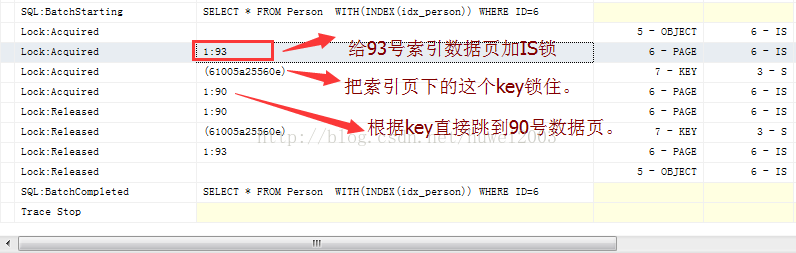 SQL:BatchStarting SELECT * FROM Person WITH(INDEX(idx_person)) WHERE ID=6
Lock:Acquired 5 - OBJECT 6 - IS
Lock:Acquired 1:93 给93号索引数据页加IS锁 6 - PAGE 6 - IS
Lock:Acquired (61005a25560e) 把索引页下的这个key锁住。 7 - KEY 3 - S
Lock:Acquired 1:90 6 - PAGE 6 - IS
Lock:Released 1:90 根据key直接跳到90号数据页。 6 - PAGE 6 - IS
Lock:Released (61005a25560e) 7 - KEY 3 - S
http://blog.csdn.net/huwei2003
Lock:Released 1:93 6 - PAGE 6 - IS
Lock:Released 5 - OBJECT 6 - IS
SQL:BatchCompleted SELECT * FROM Person WITH(INDEX(idx_person)) WHERE ID=6
Trace Stop